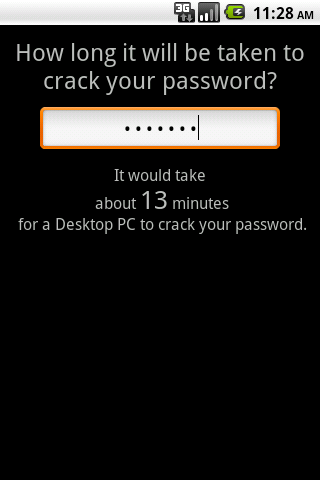 3G 11:28 AM
How long it will be taken to
crack your password?
•••••••
It would take
about 13 minutes
for a Desktop PC to crack your password.